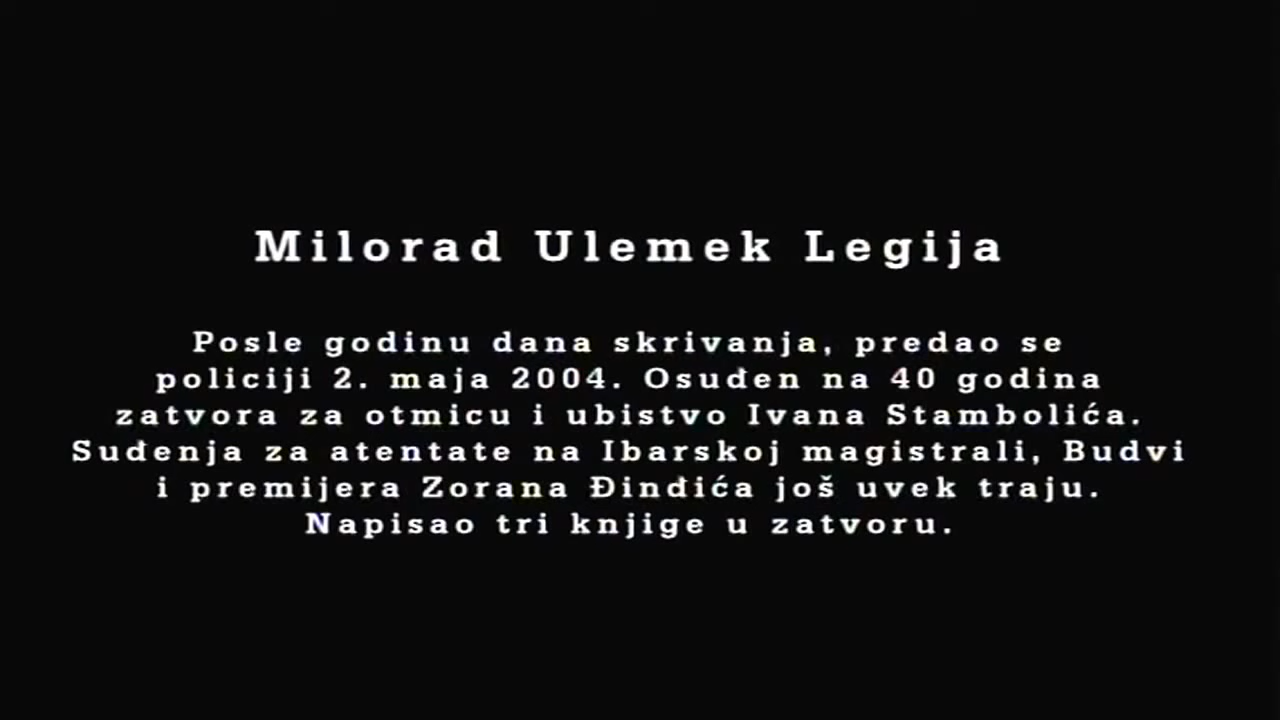 Milorad Ulemek Legija
Posle godinu dana skrivanja, predao se
policiji 2. maja 2004. Osuđen na 40 godina
zatvora za otmicu i ubistvo Ivana Stambolića.
Suđenja za atentate na Ibarskoj magistrali, Budvi
i premijera Zorana Đinđića još uvek traju.
Napisao tri knjige u zatvoru.